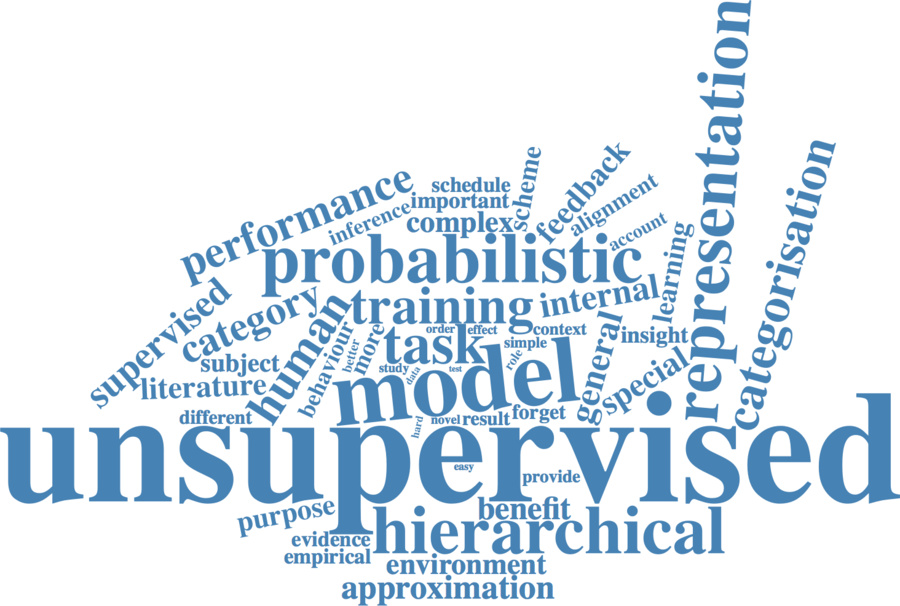 representation
categorisation
scheme
feedback
performance
schedule
important
inference
alignment
complex
account
probabilistic
learning
supervised
category
human
training
internal
general
insight
order
effect
context
behaviour
better
more
task
simple
role
subject
study
data
test
literature
model
special
different
hard
novel
result
forget
unsupervised
easy
provide
purpose
benefit
hierarchical
evidence
empirical
environment
approximation